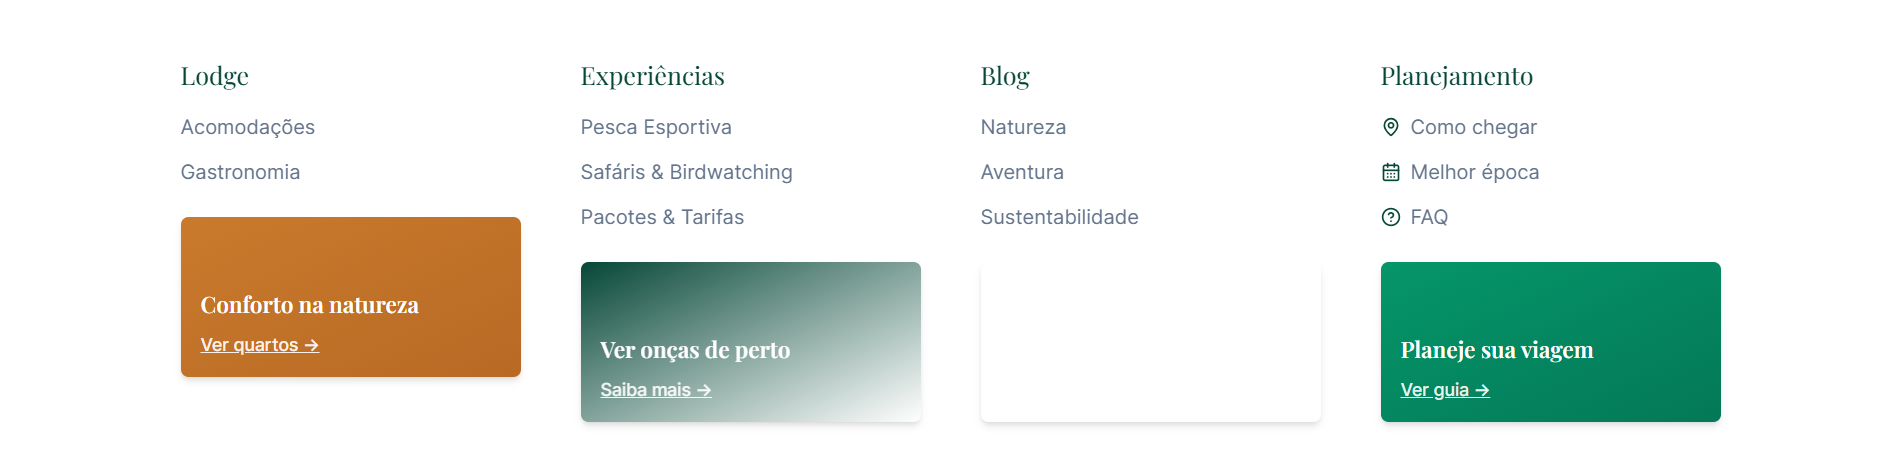 Lodge
Acomodações
Gastronomia
Conforto na natureza
Ver quartos →
Experiências
Pesca Esportiva
Safáris & Birdwatching
Pacotes & Tarifas
Ver onças de perto
Saiba mais →
Blog
Natureza
Aventura
Sustentabilidade
Planejamento
Como chegar
Melhor época
FAQ
Planeje sua viagem
Ver guia →